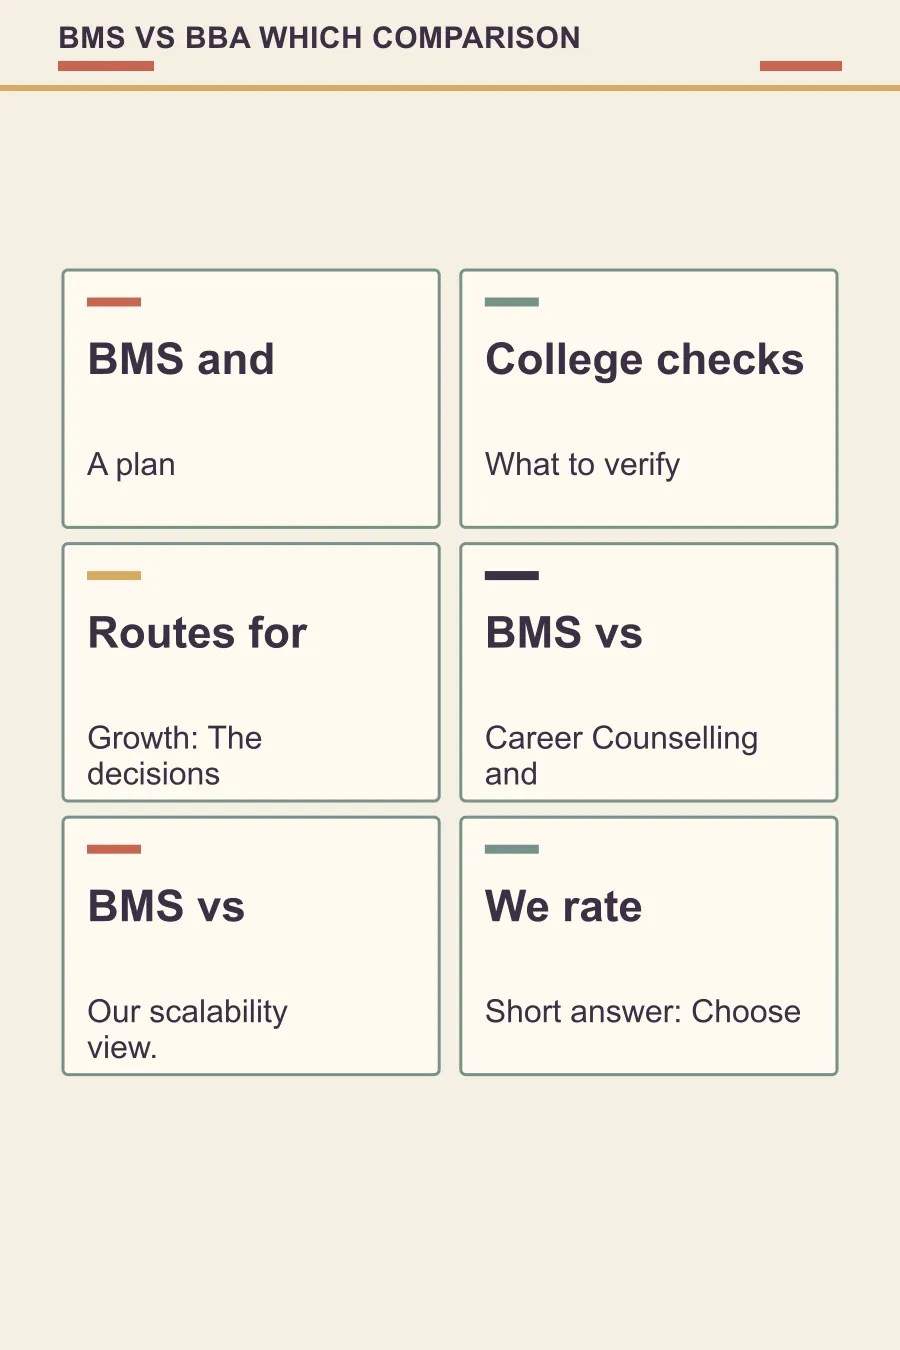 BMS VS BBA WHICH COMPARISON
BMS and
A plan
College checks
What to verify
Routes for
Growth: The
decisions
BMS vs
Career Counselling
and
BMS vs
Our scalability
view.
We rate
Short answer: Choose